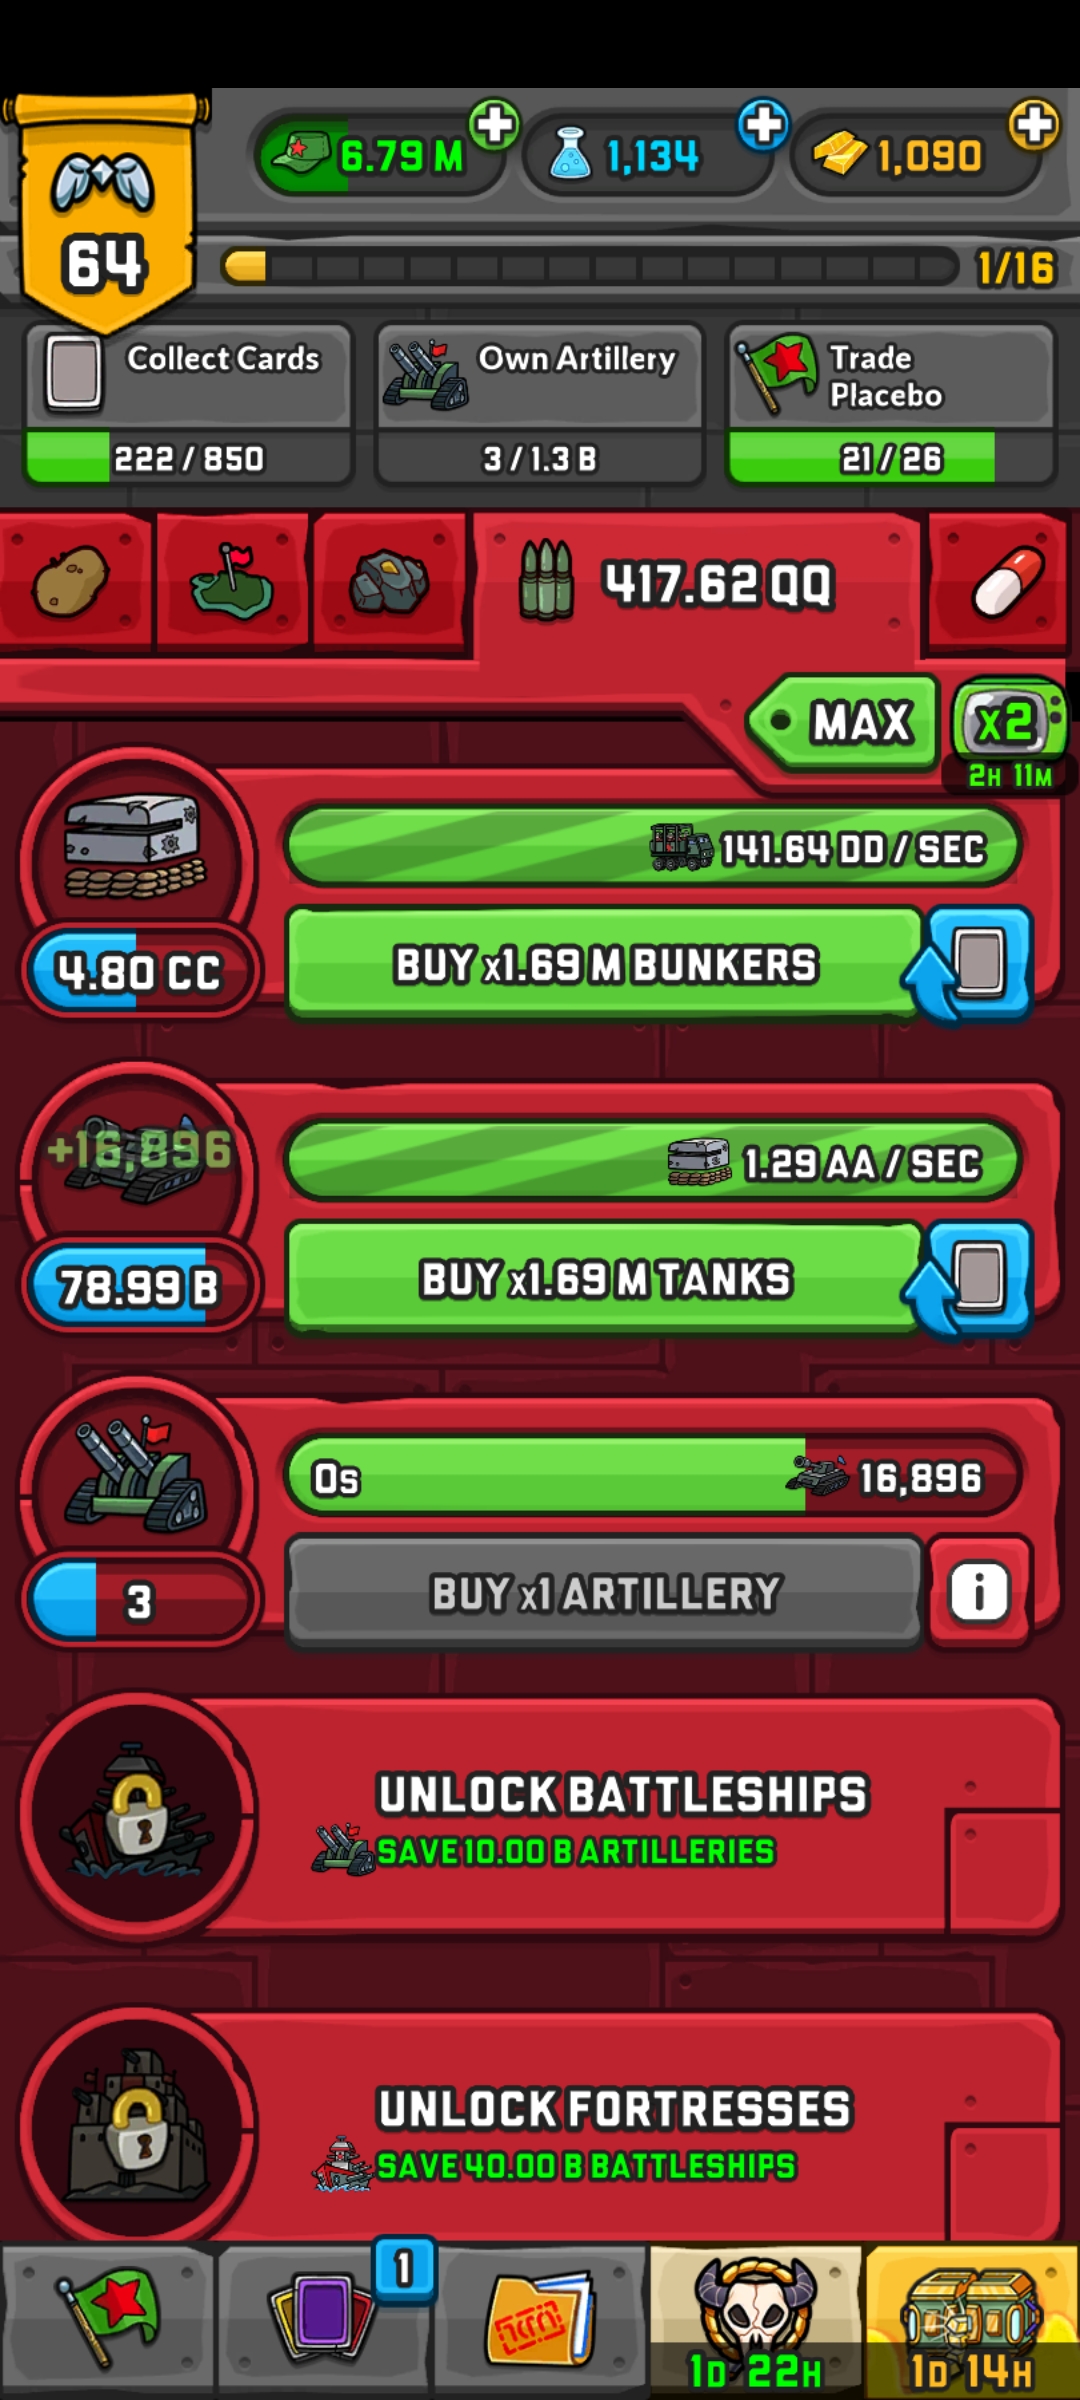 64
6.79 M
1,134
1,090
1/16
Collect Cards
222 / 850
Own Artillery
3 / 1.3 B
Trade
Placebo
21 / 26
417.62 QQ
MAX
x2
2H 11M
141.64 DD / SEC
4.80 CC
BUY x1.69 M BUNKERS
+16,896
1.29 AA / SEC
78.99 B
BUY x1.69 M TANKS
0s
16,896
3
BUY x1 ARTILLERY
i
UNLOCK BATTLESHIPS
SAVE 10.00 B ARTILLERIES
UNLOCK FORTRESSES
SAVE 40.00 B BATTLESHIPS
1
1D 22H
1D 14H